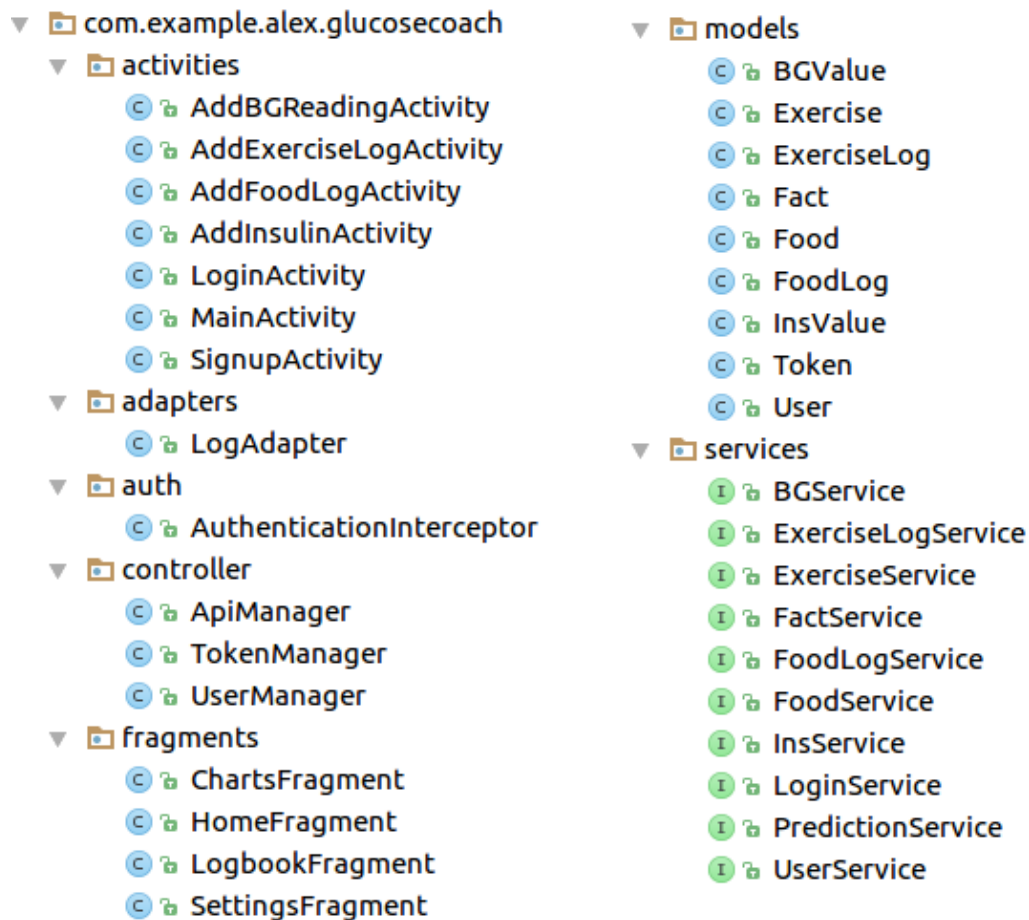 com.example.alex.glucosecoach
activities
AddBGReadingActivity
AddExerciseLogActivity
AddFoodLogActivity
AddInsulinActivity
LoginActivity
MainActivity
SignupActivity
adapters
LogAdapter
auth
AuthenticationInterceptor
controller
ApiManager
TokenManager
UserManager
fragments
ChartsFragment
HomeFragment
LogbookFragment
SettingsFragment
models
BGValue
Exercise
ExerciseLog
Fact
Food
FoodLog
InsValue
Token
User
services
BGService
ExerciseLogService
ExerciseService
FactService
FoodLogService
FoodService
InsService
LoginService
PredictionService
UserService